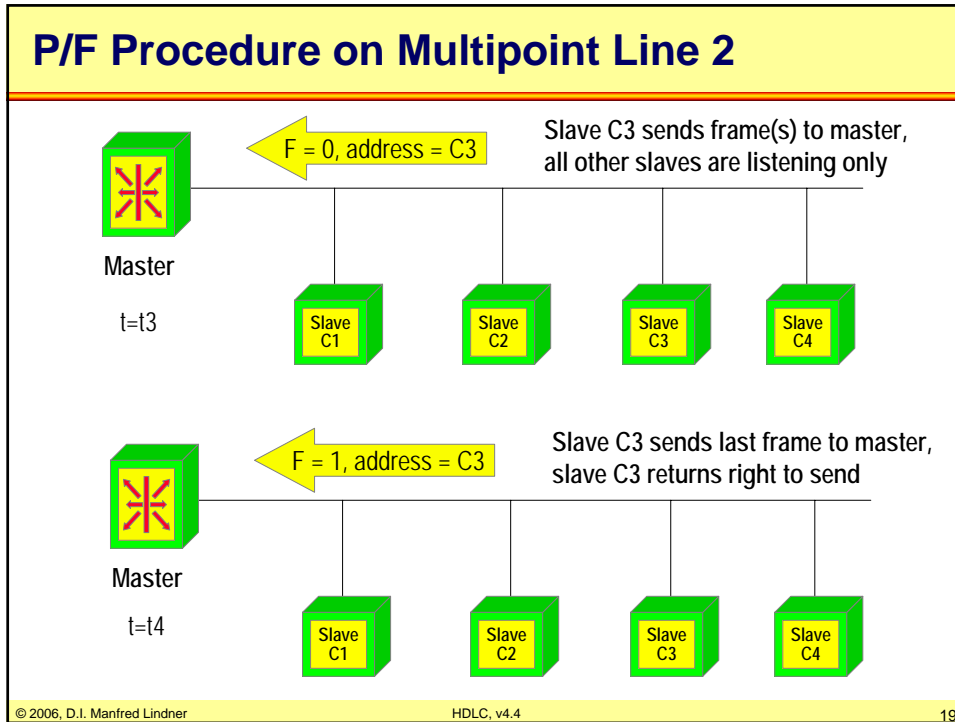 P/F Procedure on Multipoint Line 2
F = 0, address = C3
Slave C3 sends frame(s) to master,
all other slaves are listening only
Master
t=t3
Slave
C1
Slave
C2
Slave
C3
Slave
C4
F = 1, address = C3
Slave C3 sends last frame to master,
slave C3 returns right to send
Master
t=t4
Slave
C1
Slave
C2
Slave
C3
Slave
C4
© 2006, D.I. Manfred Lindner
HDLC, v4.4
19